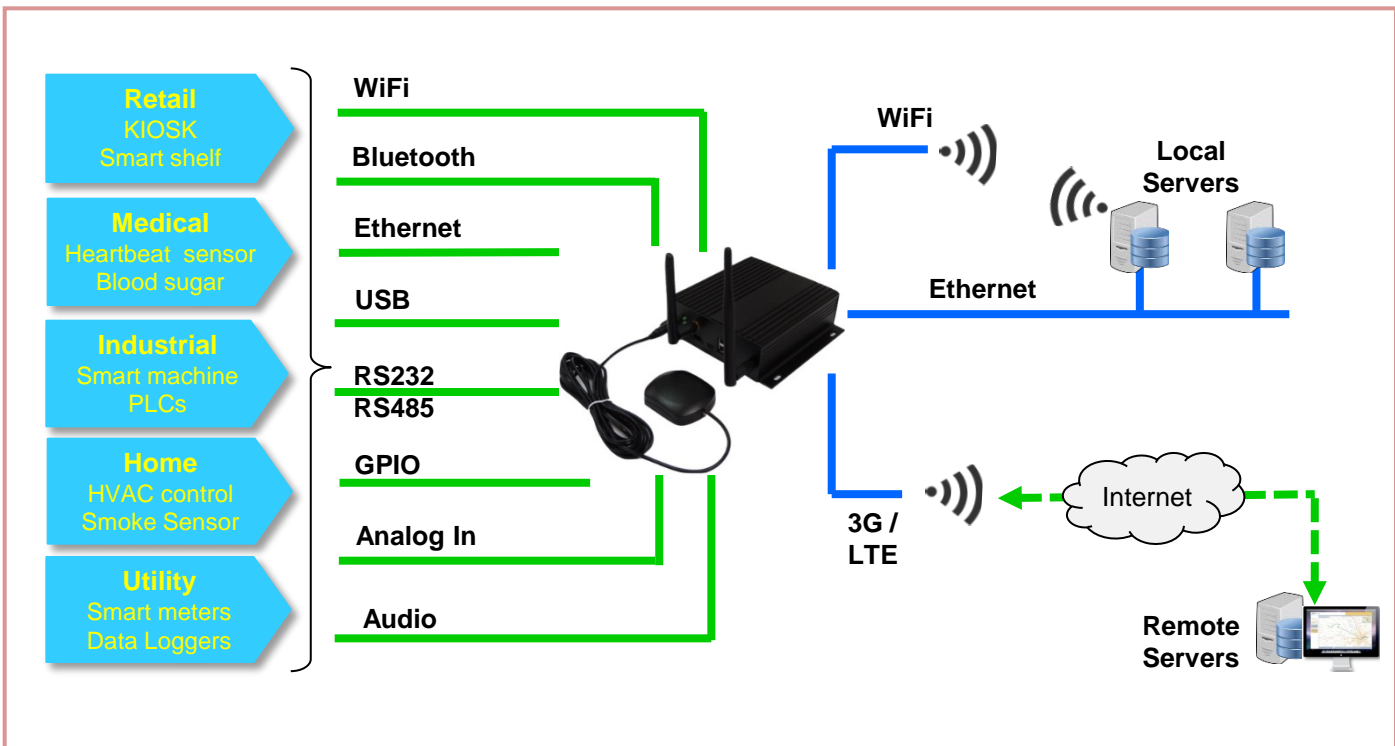 Retail
KIOSK
Smart shelf
Medical
Heartbeat sensor
Blood sugar
Industrial
Smart machine
PLCs
Home
HVAC control
Smoke Sensor
Utility
Smart meters
Data Loggers
WiFi
Bluetooth
Ethernet
USB
RS232
RS485
GPIO
Analog In
Audio
WiFi
Local
Servers
Ethernet
3G /
LTE
Internet
Remote
Servers